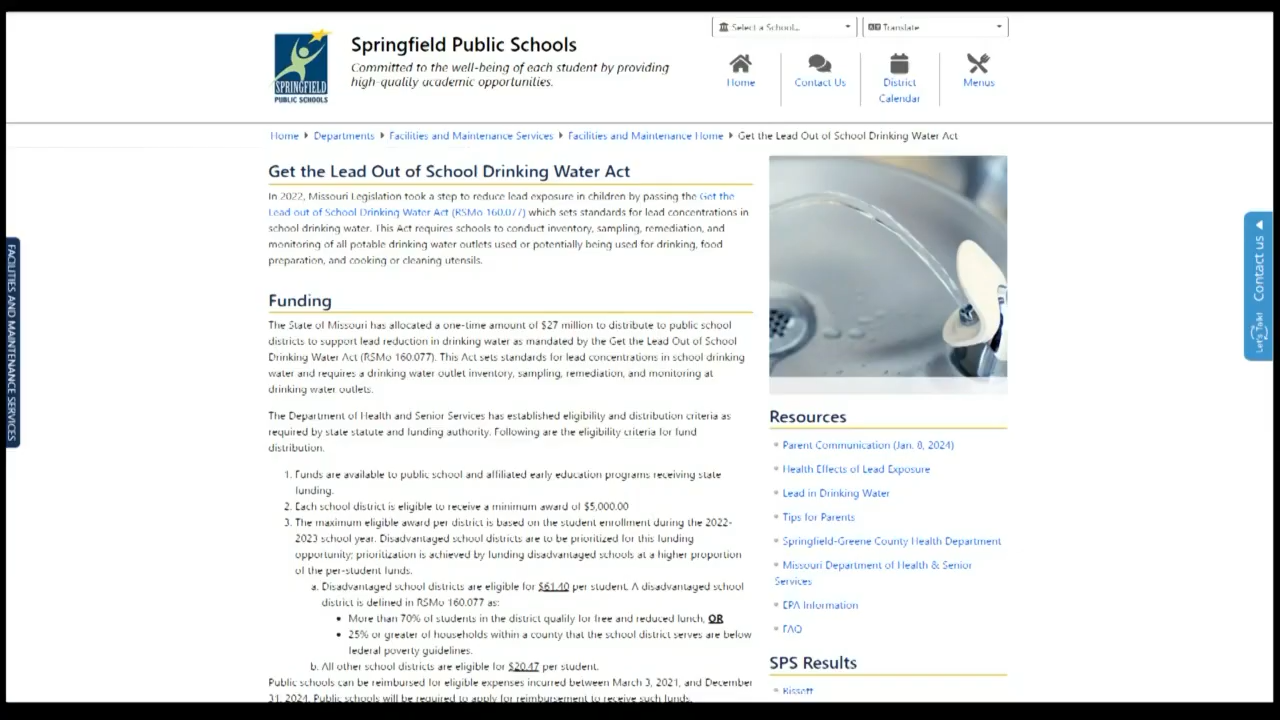 Select a School...
Translate
Springfield Public Schools
Committed to the well-being of each student by providing
high-quality academic opportunities.
SPRINGFIELD
PUBLIC SCHOOLS
Home
Contact Us
District
Calendar
Menus
Home
Departments
Facilities and Maintenance Services
Facilities and Maintenance Home
Get the Lead Out of School Drinking Water Act
Get the Lead Out of School Drinking Water Act
In 2022, Missouri Legislation took a step to reduce lead exposure in children by passing the Get the
Lead out of School Drinking Water Act (RSMo 160.077) which sets standards for lead concentrations in
school drinking water. This Act requires schools to conduct inventory, sampling, remediation, and
monitoring of all potable drinking water outlets used or potentially being used for drinking, food
preparation, and cooking or cleaning utensils.
Funding
The State of Missouri has allocated a one-time amount of $27 million to distribute to public school
districts to support lead reduction in drinking water as mandated by the Get the Lead Out of School
Drinking Water Act (RSMo 160.077). This Act sets standards for lead concentrations in school drinking
water and requires a drinking water outlet inventory, sampling, remediation, and monitoring at
drinking water outlets.
The Department of Health and Senior Services has established eligibility and distribution criteria as
required by state statute and funding authority. Following are the eligibility criteria for fund
distribution.
1. Funds are available to public school and affiliated early education programs receiving state
funding.
2. Each school district is eligible to receive a minimum award of $5,000.00
3. The maximum eligible award per district is based on the student enrollment during the 2022-
2023 school year. Disadvantaged school districts are to be prioritized for this funding
opportunity; prioritization is achieved by funding disadvantaged schools at a higher proportion
of the per-student funds.
a. Disadvantaged school districts are eligible for $61.40 per student. A disadvantaged school
district is defined in RSMo 160.077 as:
• More than 70% of students in the district qualify for free and reduced lunch, OR
• 25% or greater of households within a county that the school district serves are below
federal poverty guidelines.
b. All other school districts are eligible for $20.47 per student.
Public schools can be reimbursed for eligible expenses incurred between March 3, 2021, and December
31, 2024. Public schools will be required to apply for reimbursement to receive such funds.
Resources
• Parent Communication (Jan. 8, 2024)
• Health Effects of Lead Exposure
• Lead in Drinking Water
• Tips for Parents
• Springfield-Greene County Health Department
• Missouri Department of Health & Senior
Services
• EPA Information
• FAQ
SPS Results
• Bissett
FACILITIES AND MAINTENANCE SERVICES
Contact us
Let's Talk!